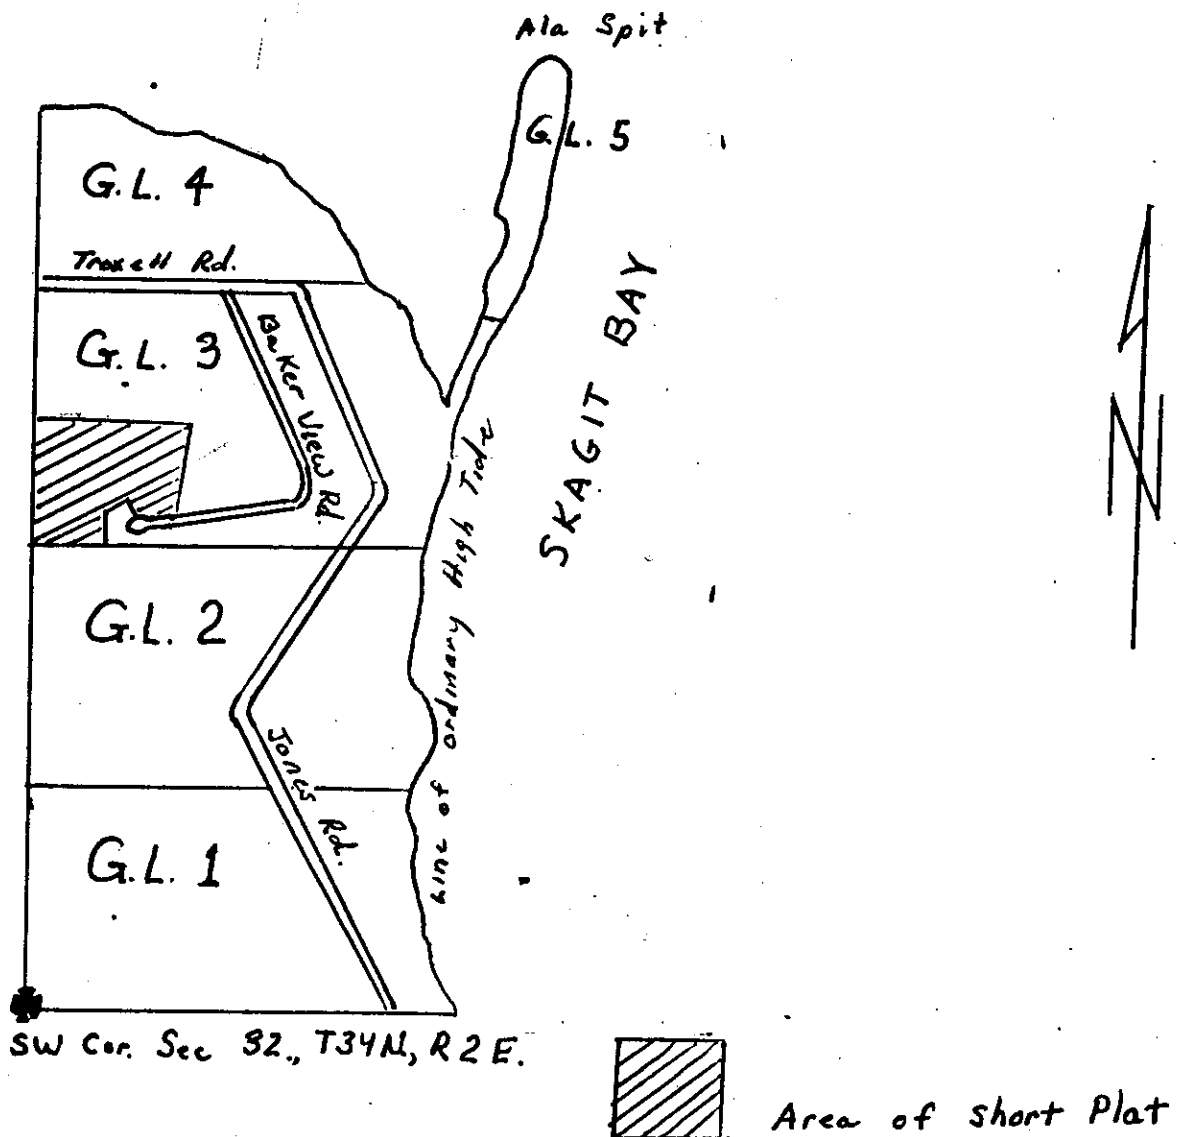 Ala Spit
G.L. 5
G.L. 4
Troxell Rd.
G.L. 3
Baker View Rd.
SKAGIT BAY
N
Line of ordinary High Tide
G.L. 2
Jones Rd.
G.L. 1
SW Cor. Sec 32., T34N, R2E.
Area of Short Plat